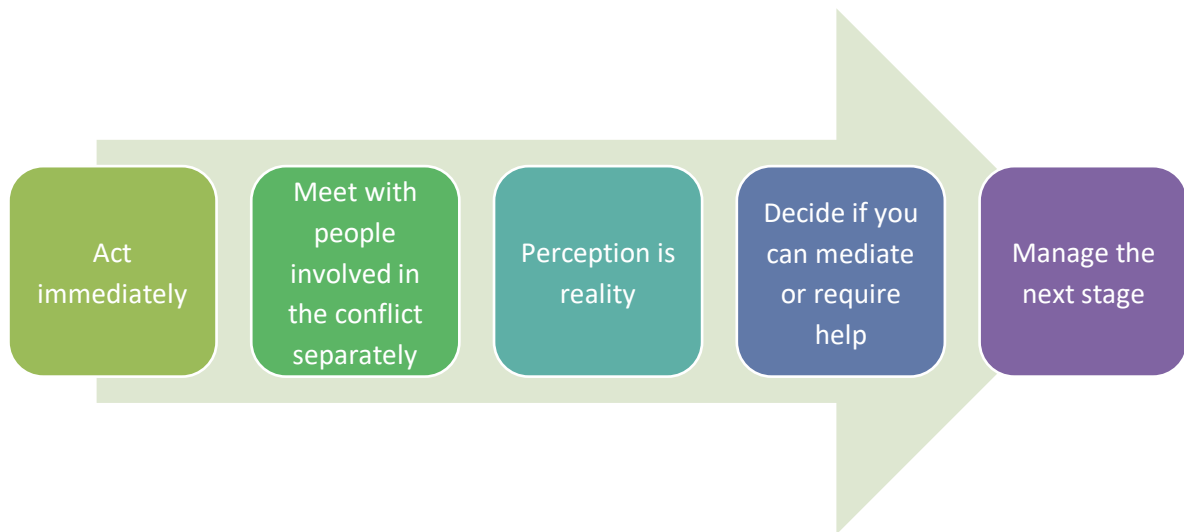 Act
immediately
Meet with
people
involved in
the conflict
separately
Perception is
reality
Decide if you
can mediate
or require
help
Manage the
next stage